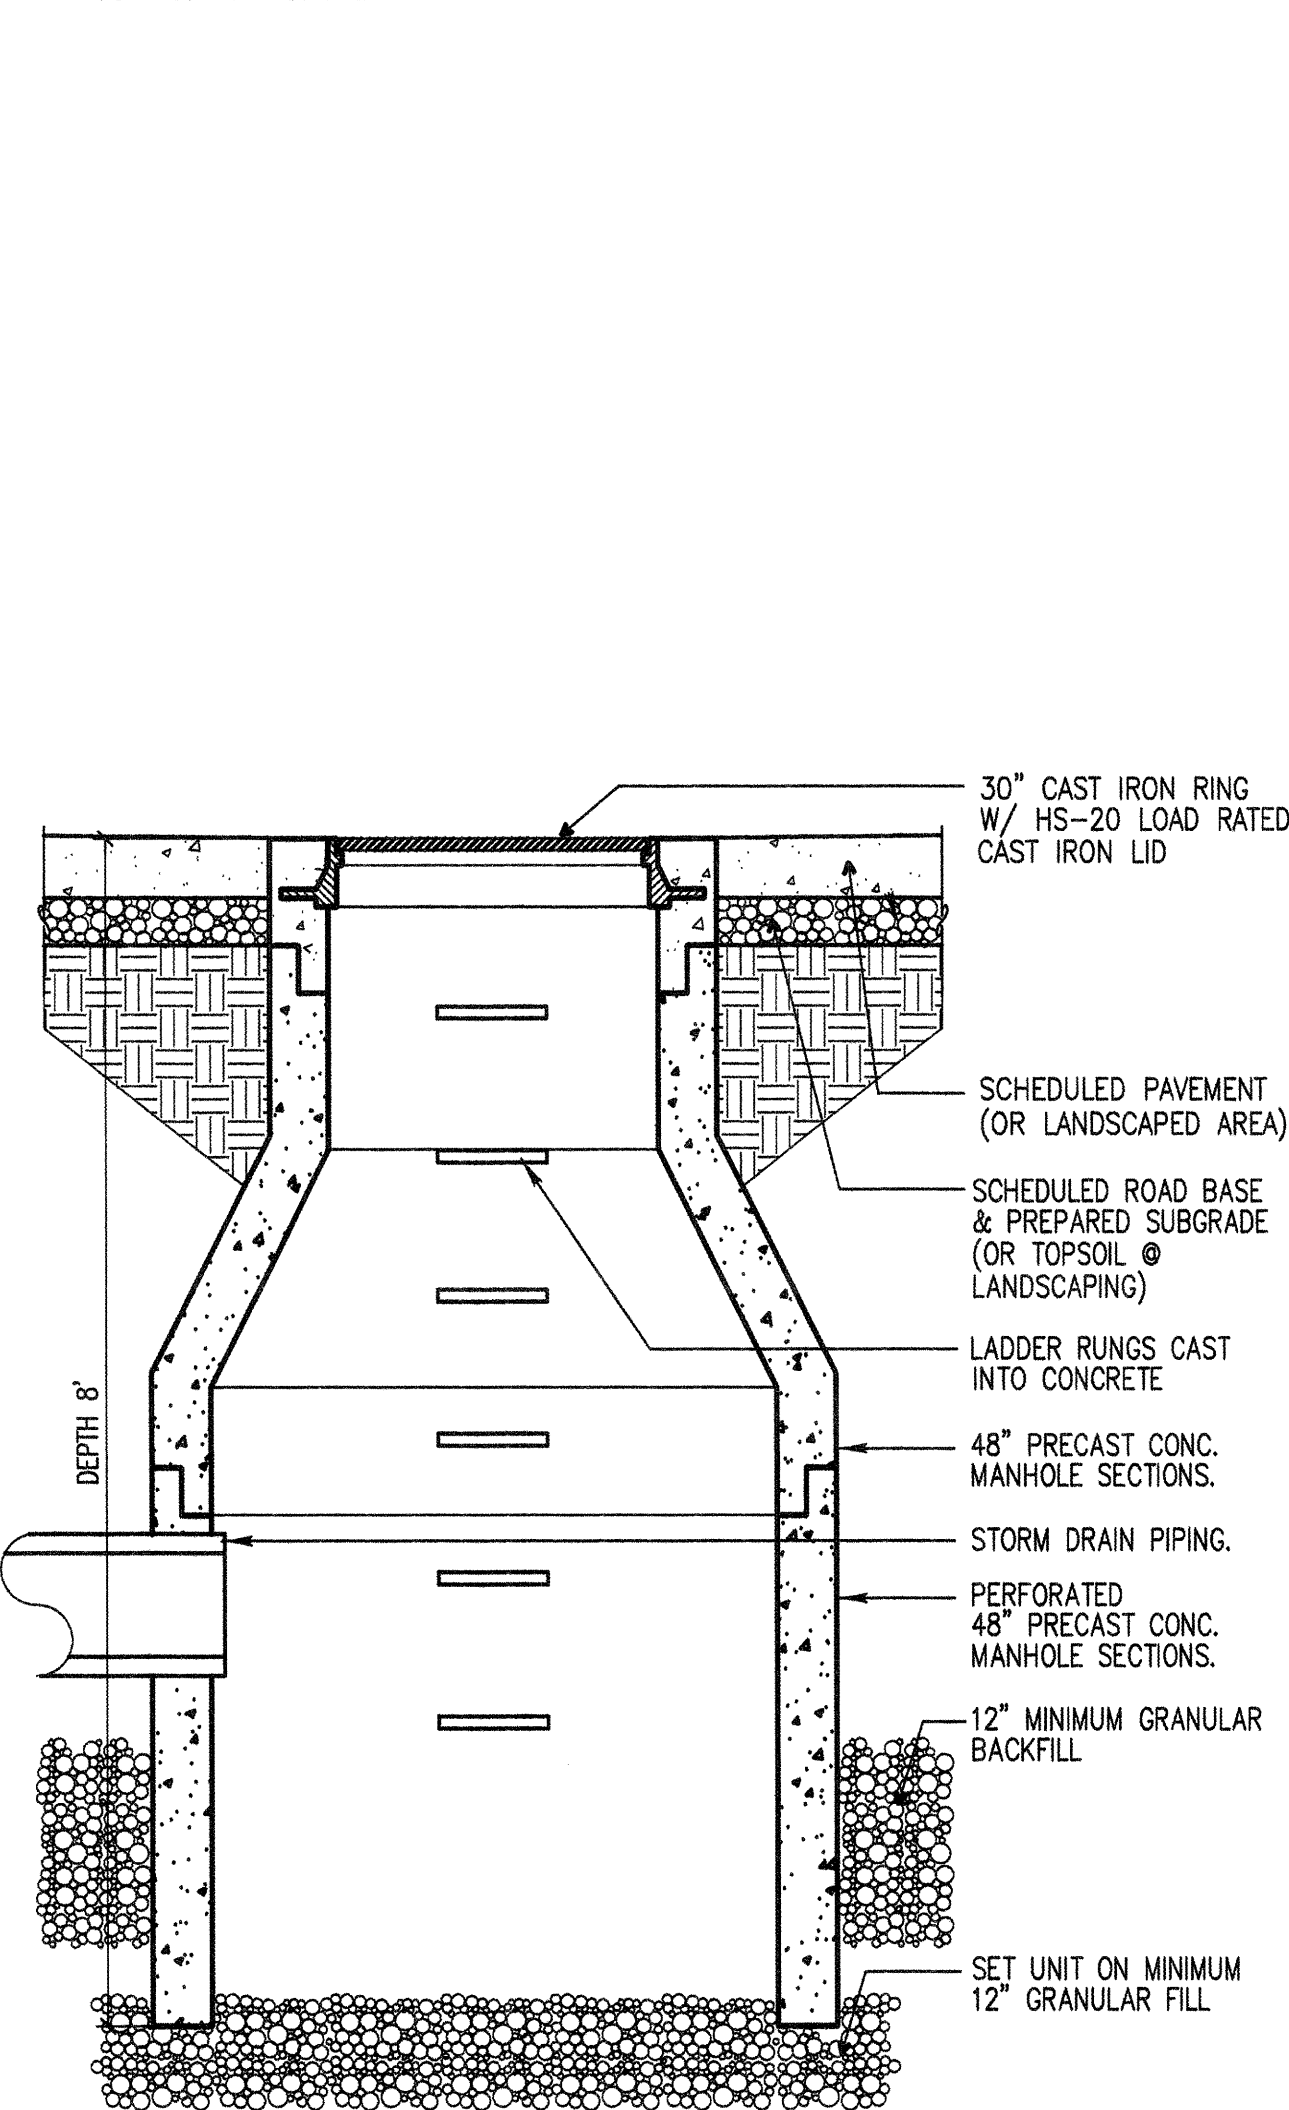 30" CAST IRON RING
W/ HS-20 LOAD RATED
CAST IRON LID
SCHEDULED PAVEMENT
(OR LANDSCAPED AREA)
SCHEDULED ROAD BASE
& PREPARED SUBGRADE
(OR TOPSOIL @
LANDSCAPING)
LADDER RUNGS CAST
INTO CONCRETE
48" PRECAST CONC.
MANHOLE SECTIONS.
STORM DRAIN PIPING.
PERFORATED
48" PRECAST CONC.
MANHOLE SECTIONS.
12" MINIMUM GRANULAR
BACKFILL
SET UNIT ON MINIMUM
12" GRANULAR FILL
DEPTH 8'